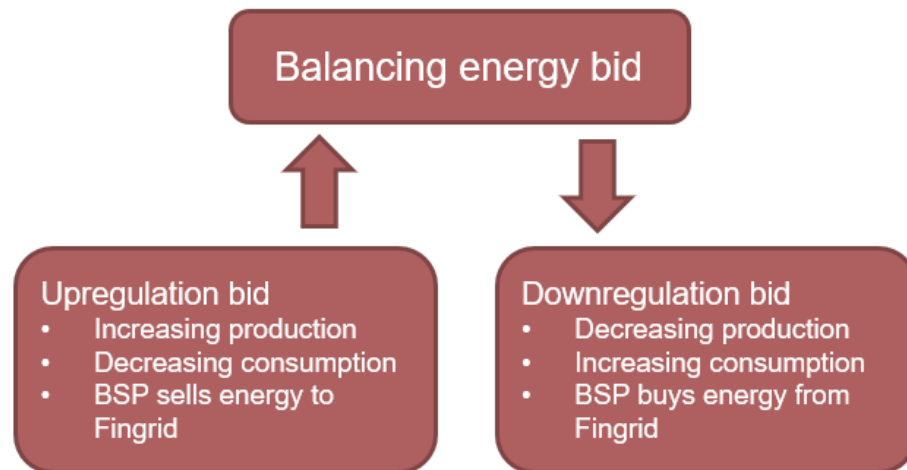 Balancing energy bid
Upregulation bid
• Increasing production
• Decreasing consumption
• BSP sells energy to
Fingrid
Downregulation bid
• Decreasing production
• Increasing consumption
• BSP buys energy from
Fingrid